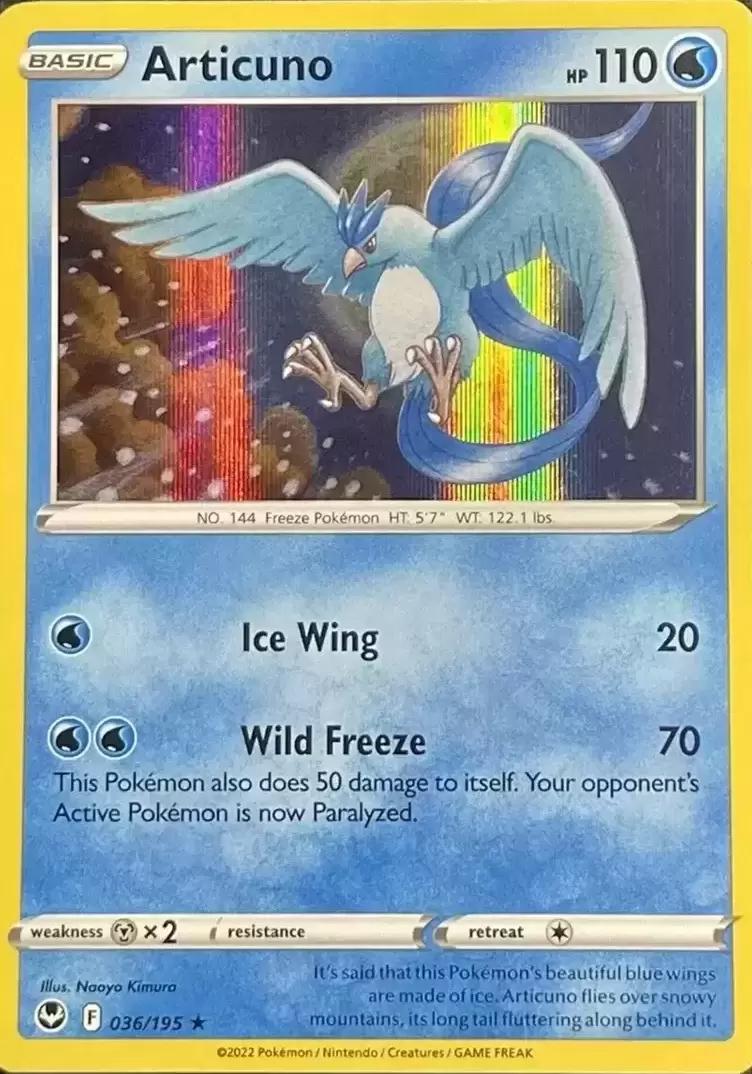 BASIC Articuno HP 110
NO. 144 Freeze Pokémon HT: 5'7" WT: 122.1 lbs.
Ice Wing 20
Wild Freeze 70
This Pokémon also does 50 damage to itself. Your opponent's
Active Pokémon is now Paralyzed.
weakness ×2 resistance retreat
Illus. Naoyo Kimura
F 036/195 ★
It's said that this Pokémon's beautiful blue wings
are made of ice. Articuno flies over snowy
mountains, its long tail fluttering along behind it.
©2022 Pokémon / Nintendo / Creatures / GAME FREAK